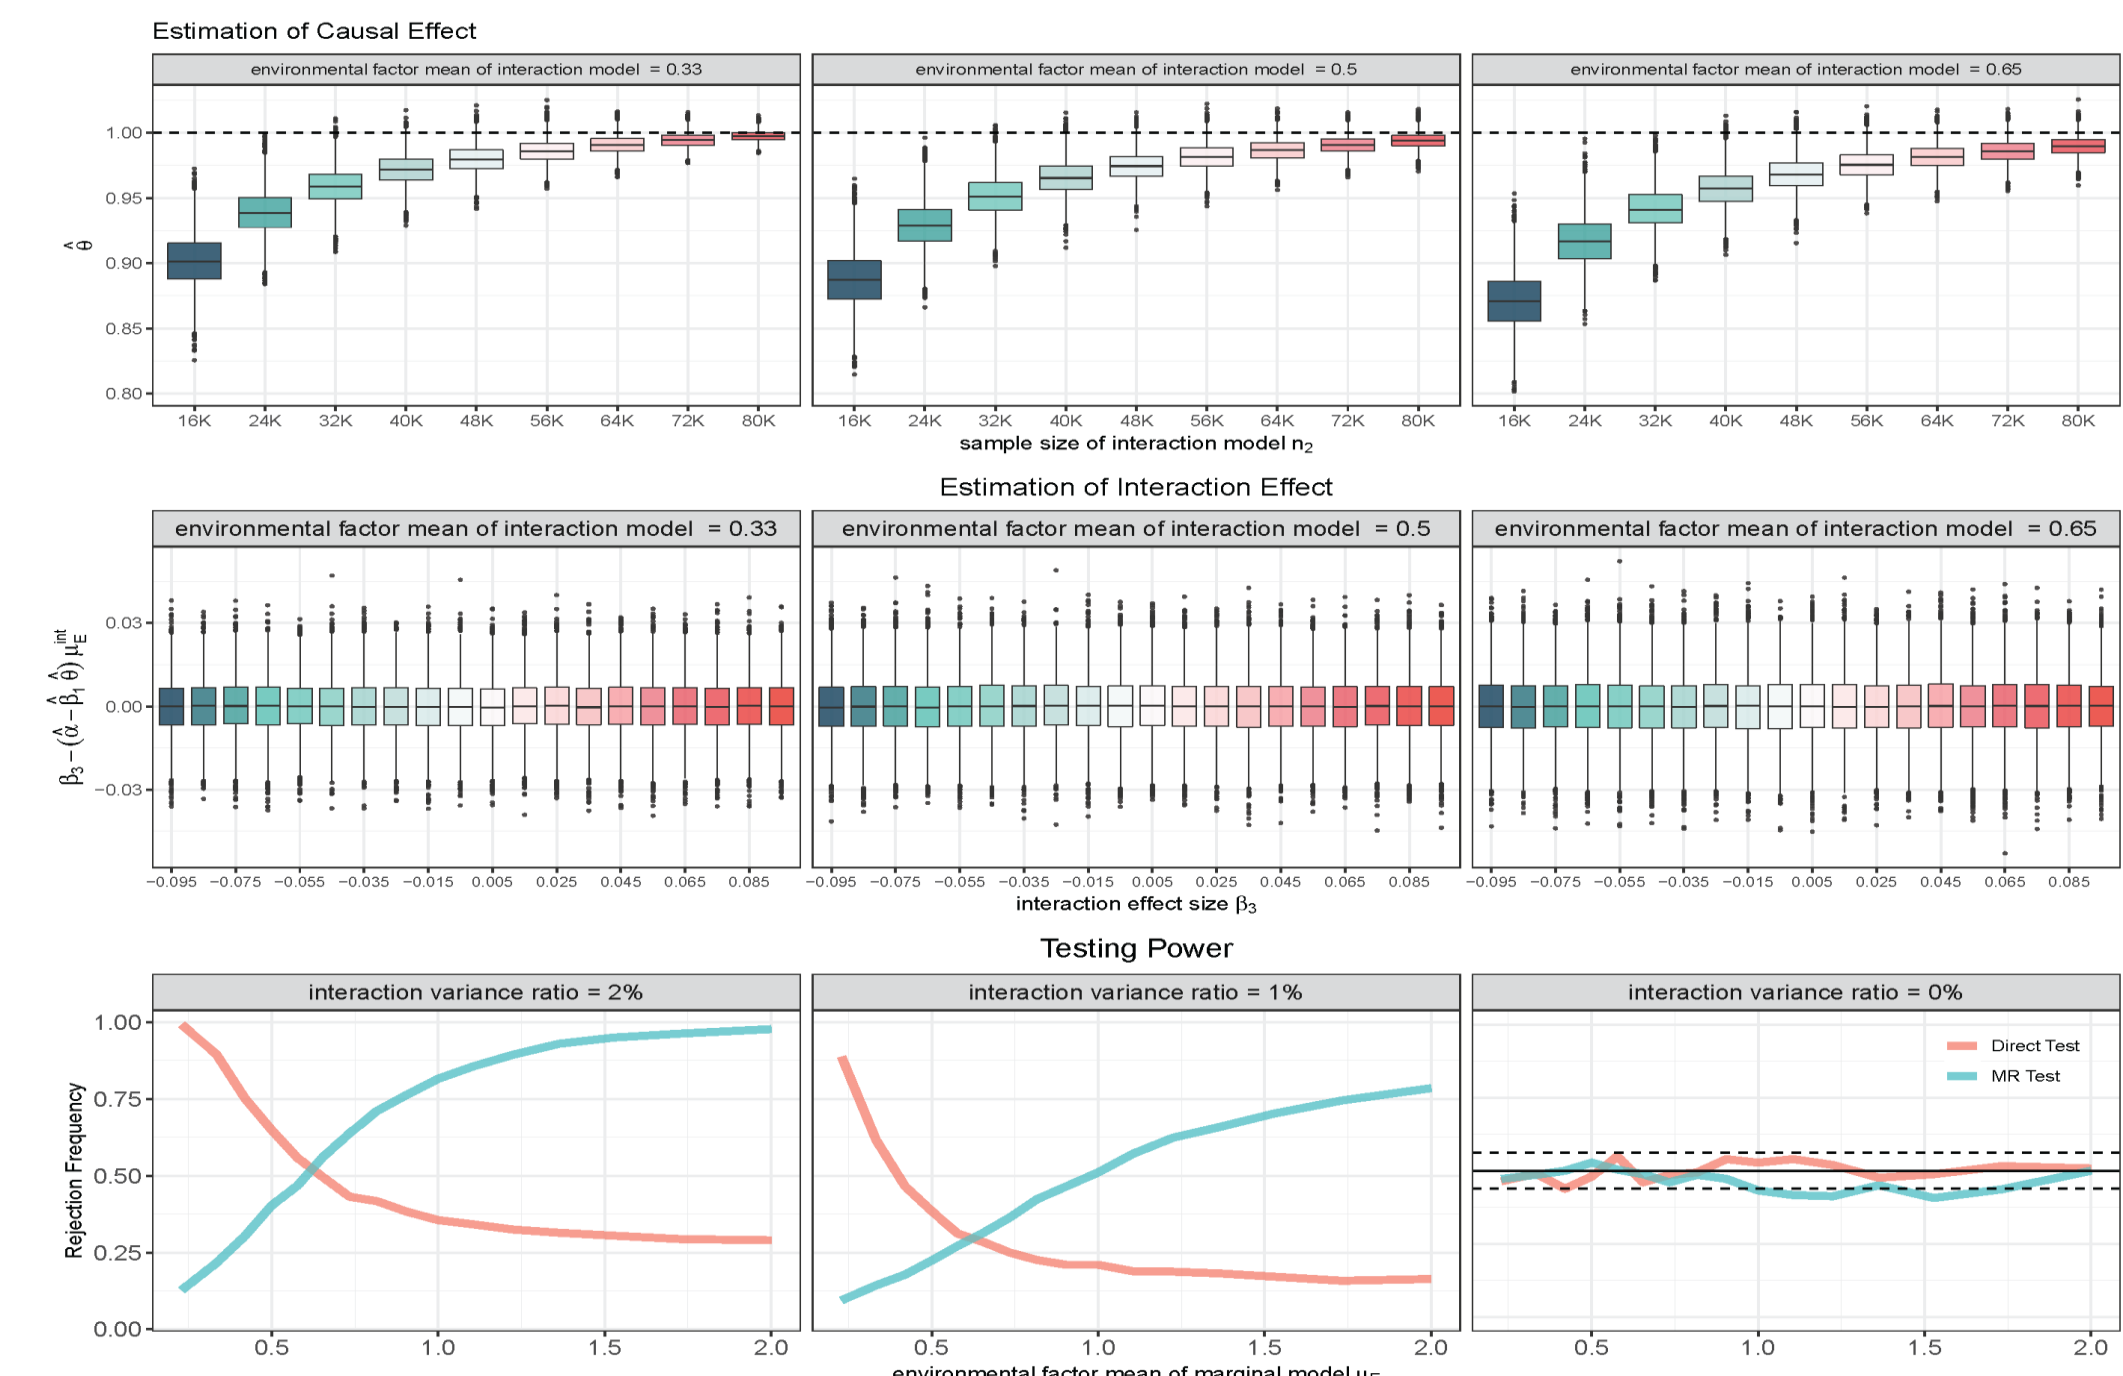 Estimation of Causal Effect
environmental factor mean of interaction model = 0.33
environmental factor mean of interaction model = 0.5
environmental factor mean of interaction model = 0.65
1.00
0.95
0.90
0.85
0.80
θ̂
16K 24K 32K 40K 48K 56K 64K 72K 80K
16K 24K 32K 40K 48K 56K 64K 72K 80K
16K 24K 32K 40K 48K 56K 64K 72K 80K
sample size of interaction model n₂
Estimation of Interaction Effect
environmental factor mean of interaction model = 0.33
environmental factor mean of interaction model = 0.5
environmental factor mean of interaction model = 0.65
0.03
0.00
−0.03
β₃−(α̂−β̂₁θ̂) μ_E^int
−0.095 −0.075 −0.055 −0.035 −0.015 0.005 0.025 0.045 0.065 0.085
−0.095 −0.075 −0.055 −0.035 −0.015 0.005 0.025 0.045 0.065 0.085
−0.095 −0.075 −0.055 −0.035 −0.015 0.005 0.025 0.045 0.065 0.085
interaction effect size β₃
Testing Power
interaction variance ratio = 2%
interaction variance ratio = 1%
interaction variance ratio = 0%
1.00
0.75
0.50
0.25
0.00
Rejection Frequency
Direct Test
MR Test
0.5 1.0 1.5 2.0
0.5 1.0 1.5 2.0
0.5 1.0 1.5 2.0
environmental factor mean of marginal model